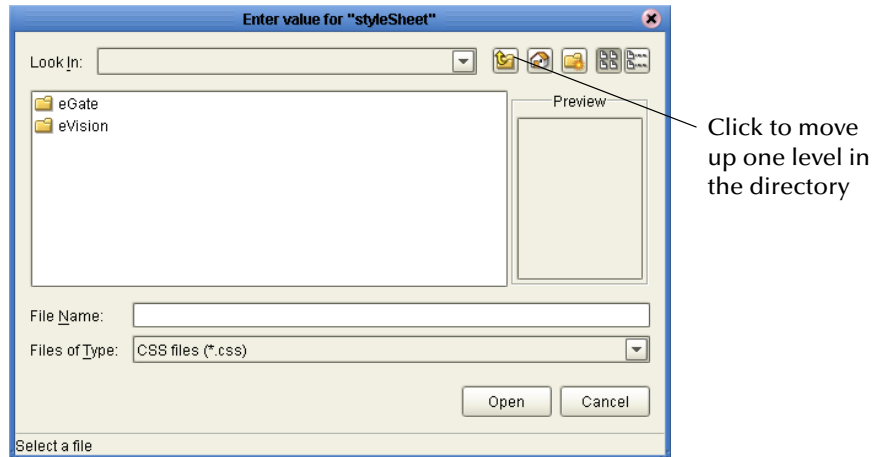 Enter value for "styleSheet"
Look In:
eGate
eVision
Preview
Click to move
up one level in
the directory
File Name:
Files of Type: CSS files (*.css)
Open Cancel
Select a file